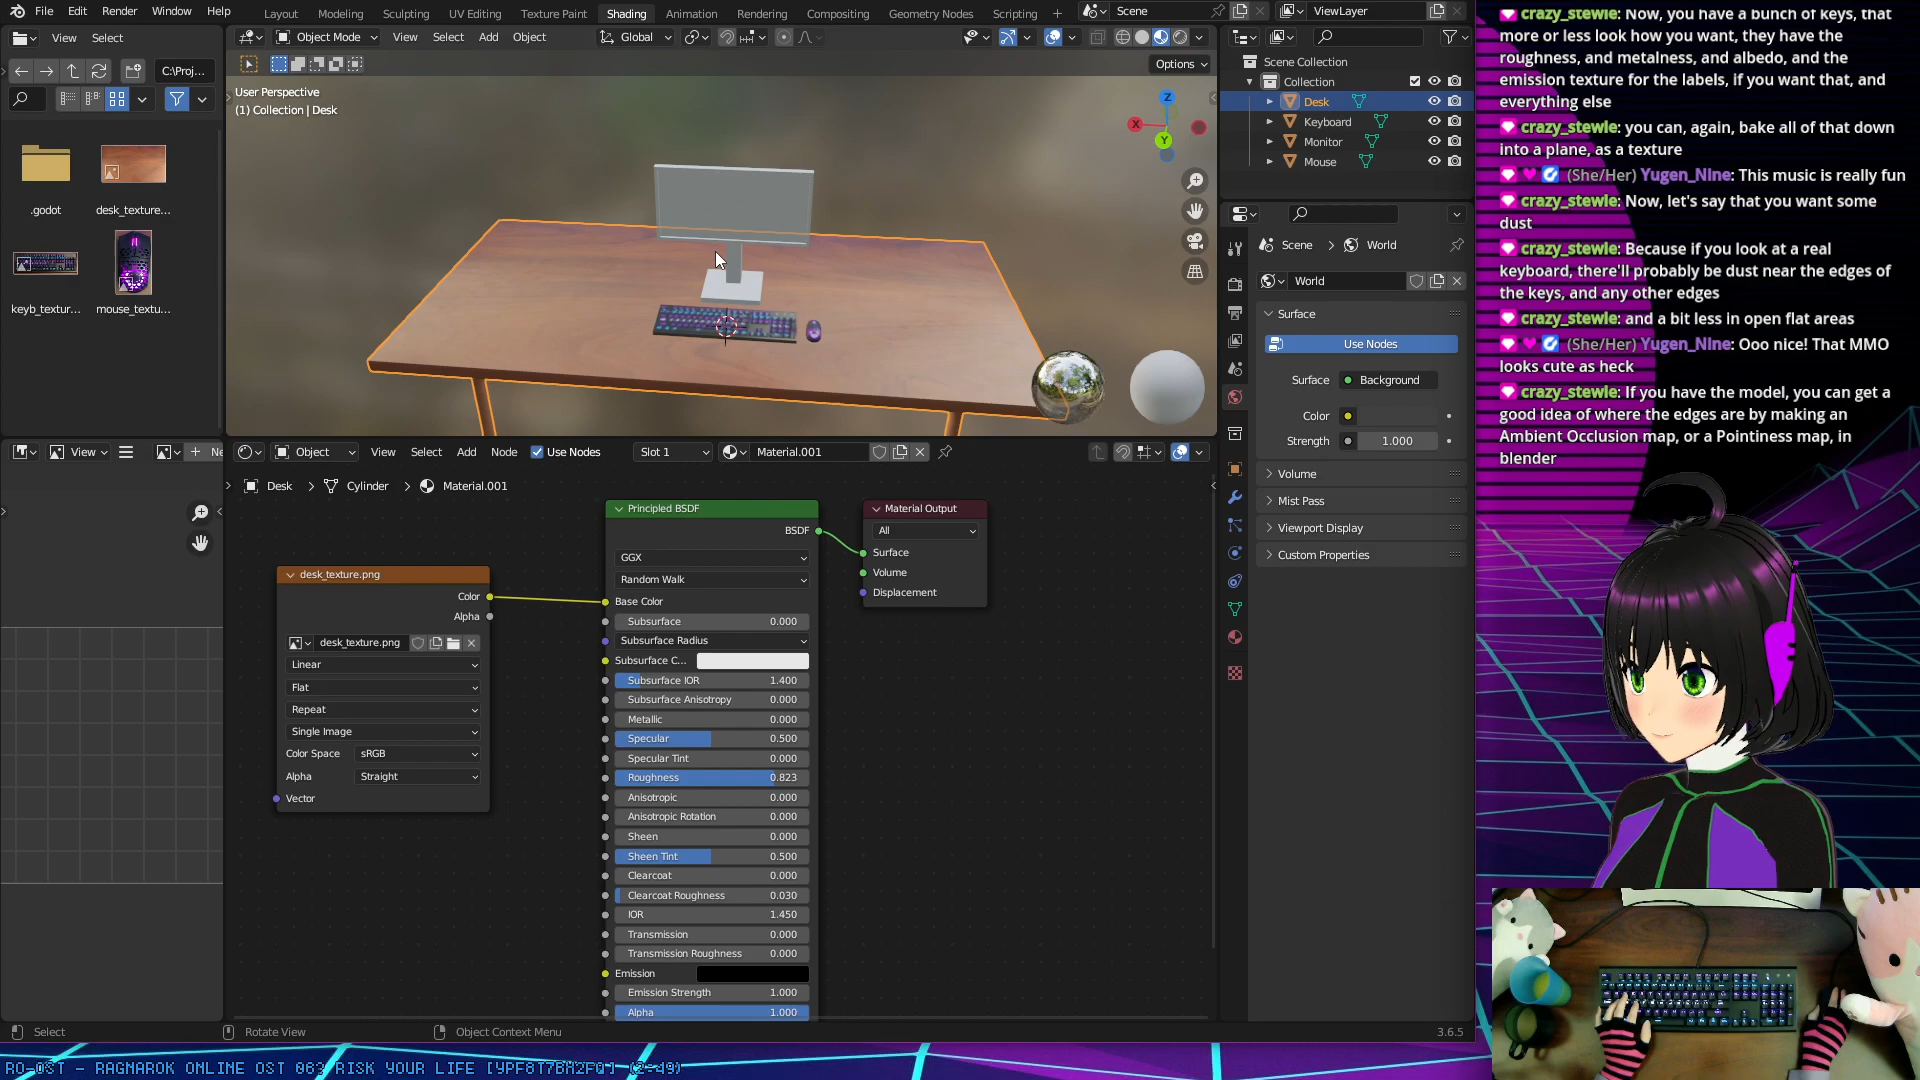 File Edit Render Window Help
Layout Modeling Sculpting UV Editing Texture Paint Shading Animation Rendering Compositing Geometry Nodes Scripting
Scene
ViewLayer
View Select
Object Mode View Select Add Object
Global
C:\Proj...
Options
User Perspective
(1) Collection | Desk
Z
X
Y
.godot
desk_texture...
keyb_textur...
mouse_textu...
Scene Collection
Collection
Desk
Keyboard
Monitor
Mouse
Scene > World
World
Surface
Use Nodes
Surface
Background
Color
Strength
1.000
Volume
Mist Pass
Viewport Display
Custom Properties
View
Ne
Object View Select Add Node Use Nodes Slot 1 Material.001
Desk > Cylinder > Material.001
desk_texture.png
Color
Alpha
desk_texture.png
Linear
Flat
Repeat
Single Image
Color Space sRGB
Alpha Straight
Vector
Principled BSDF
BSDF
GGX
Random Walk
Base Color
Subsurface 0.000
Subsurface Radius
Subsurface C...
Subsurface IOR 1.400
Subsurface Anisotropy 0.000
Metallic 0.000
Specular 0.500
Specular Tint 0.000
Roughness 0.823
Anisotropic 0.000
Anisotropic Rotation 0.000
Sheen 0.000
Sheen Tint 0.500
Clearcoat 0.000
Clearcoat Roughness 0.030
IOR 1.450
Transmission 0.000
Transmission Roughness 0.000
Emission
Emission Strength 1.000
Alpha 1.000
Material Output
All
Surface
Volume
Displacement
Select
Rotate View
Object Context Menu
3.6.5
crazy_stewie: Now, you have a bunch of keys, that
more or less look how you want, they have the
roughness, and metalness, and albedo, and the
emission texture for the labels, if you want that, and
everything else
crazy_stewie: you can, again, bake all of that down
into a plane, as a texture
(She/Her) Yugen_Nine: This music is really fun
crazy_stewie: Now, let's say that you want some
dust
crazy_stewie: Because if you look at a real
keyboard, there'll probably be dust near the edges of
the keys, and any other edges
crazy_stewie: and a bit less in open flat areas
(She/Her) Yugen_Nine: Ooo nice! That MMO
looks cute as heck
crazy_stewie: If you have the model, you can get a
good idea of where the edges are by making an
Ambient Occlusion map, or a Pointiness map, in
blender